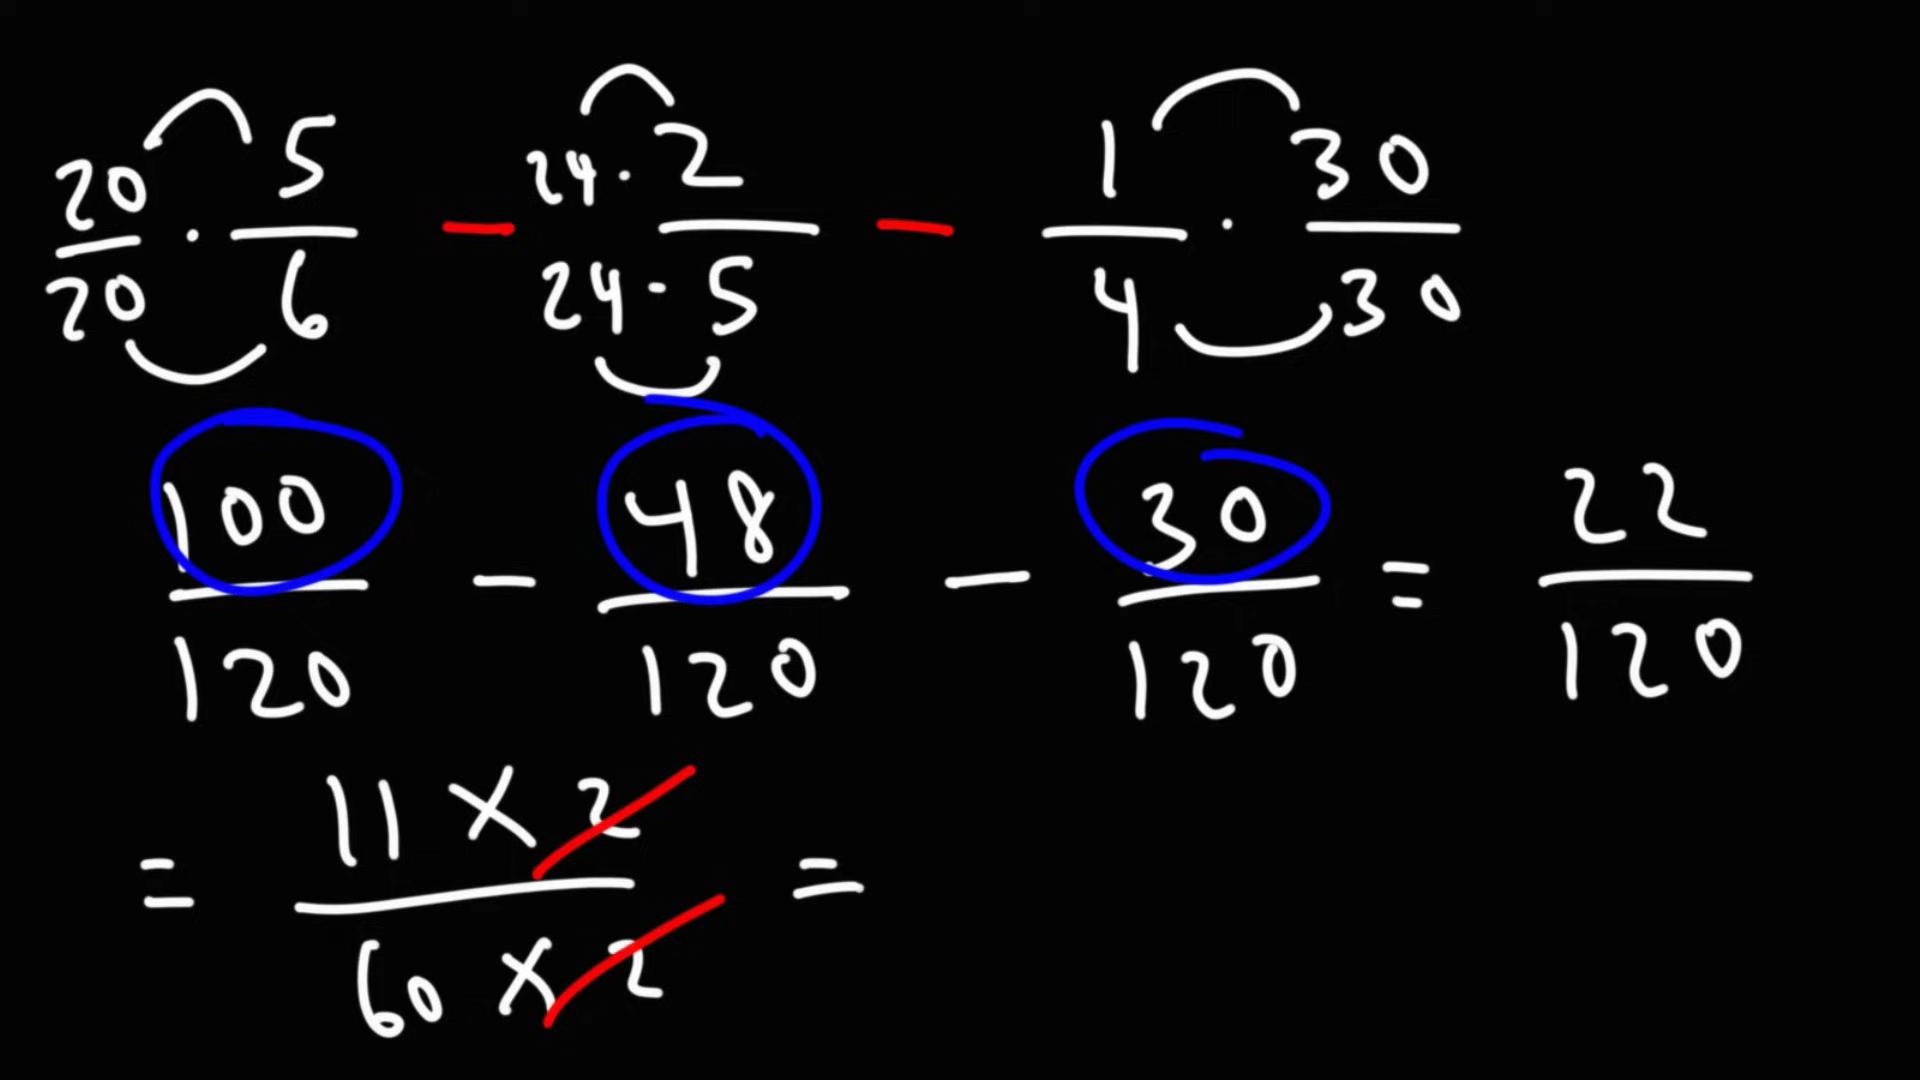 20/20 · 5/6 - 24·2/24·5 - 1/4 · 30/30
100/120 - 48/120 - 30/120 = 22/120
= 11 × 2/60 × 2 =